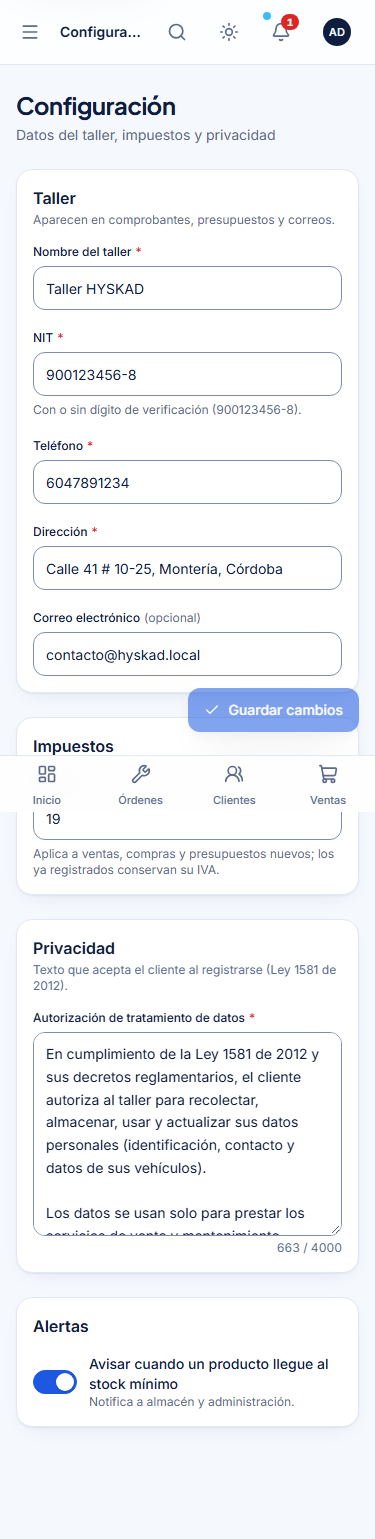 Configura...
1
AD
Configuración
Datos del taller, impuestos y privacidad
Taller
Aparecen en comprobantes, presupuestos y correos.
Nombre del taller *
Taller HYSKAD
NIT *
900123456-8
Con o sin dígito de verificación (900123456-8).
Teléfono *
6047891234
Dirección *
Calle 41 # 10-25, Montería, Córdoba
Correo electrónico (opcional)
contacto@hyskad.local
Guardar cambios
Impuestos
Inicio
Órdenes
Clientes
Ventas
19
Aplica a ventas, compras y presupuestos nuevos; los
ya registrados conservan su IVA.
Privacidad
Texto que acepta el cliente al registrarse (Ley 1581 de
2012).
Autorización de tratamiento de datos *
En cumplimiento de la Ley 1581 de 2012 y
sus decretos reglamentarios, el cliente
autoriza al taller para recolectar,
almacenar, usar y actualizar sus datos
personales (identificación, contacto y
datos de sus vehículos).
Los datos se usan solo para prestar los
servicios de venta y mantenimiento
663 / 4000
Alertas
Avisar cuando un producto llegue al
stock mínimo
Notifica a almacén y administración.